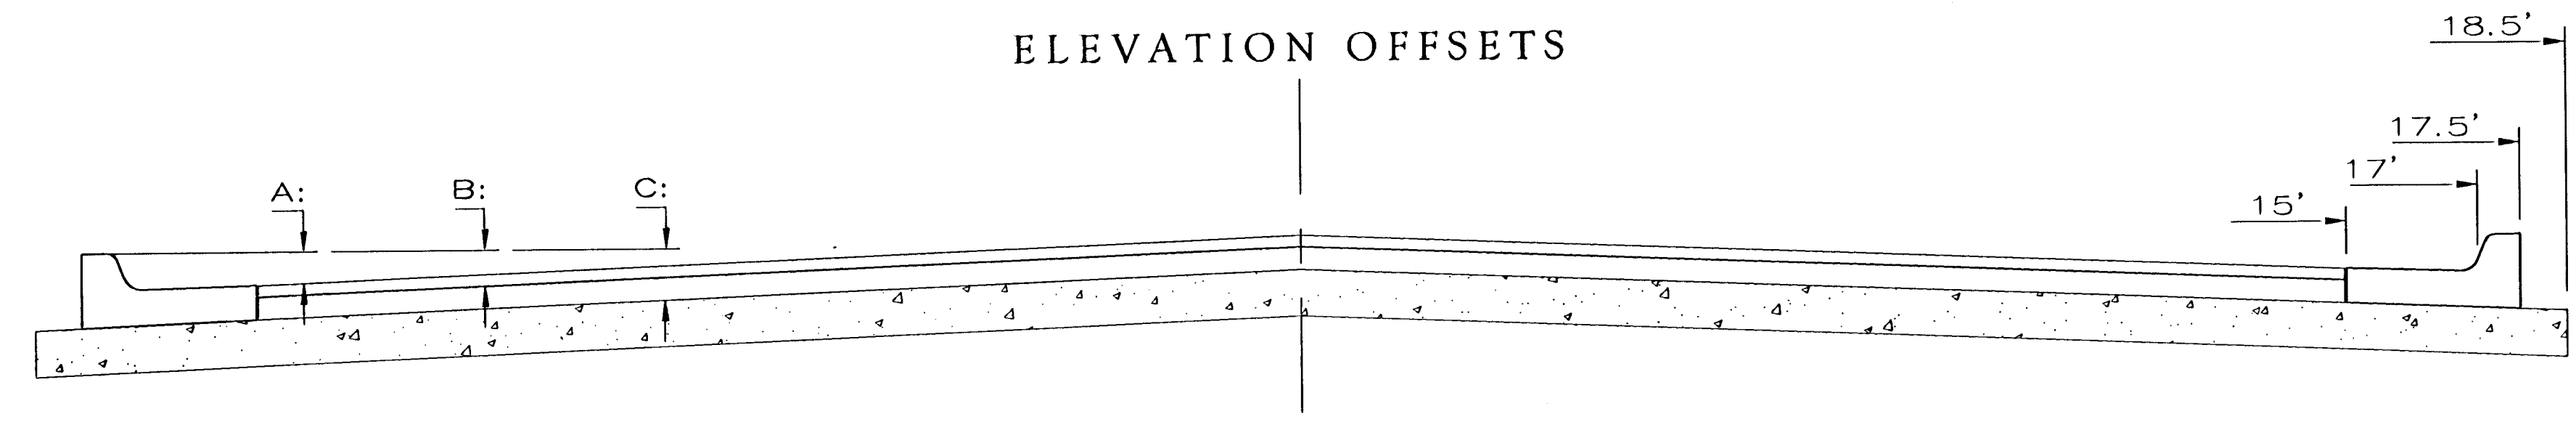 ELEVATION OFFSETS
18.5'
17.5'
17'
15'
A:
B:
C: